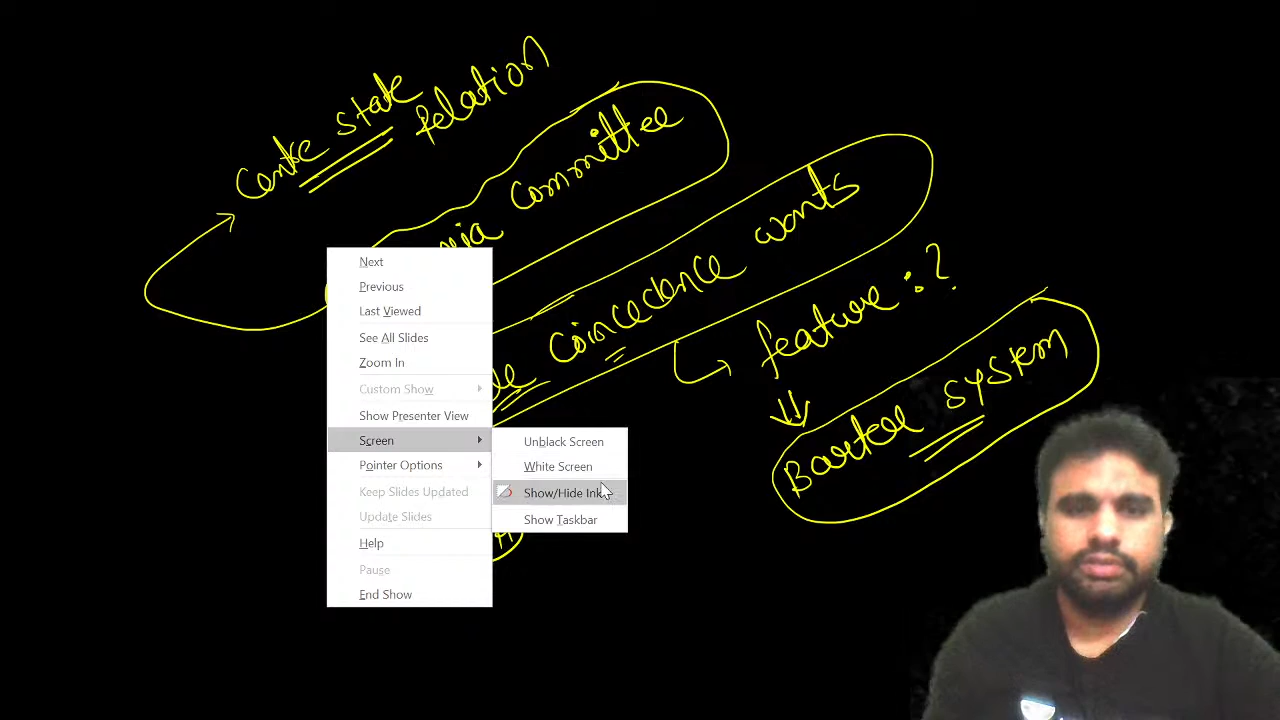 Centre state
Relation
Committee
coincedence wants
feature : ?
Barter system
Next
Previous
Last Viewed
See All Slides
Zoom In
Custom Show
Show Presenter View
Screen
Pointer Options
Keep Slides Updated
Update Slides
Help
Pause
End Show
Unblack Screen
White Screen
Show/Hide Ink
Show Taskbar